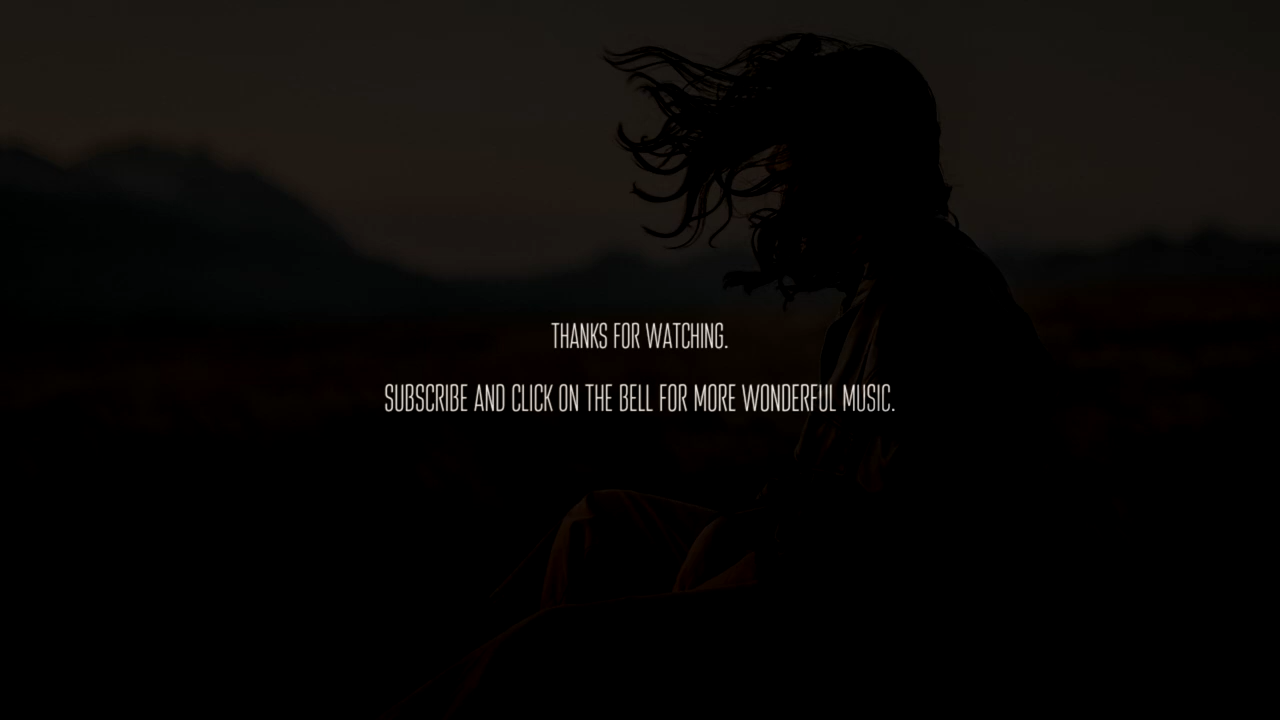 THANKS FOR WATCHING.
SUBSCRIBE AND CLICK ON THE BELL FOR MORE WONDERFUL MUSIC.